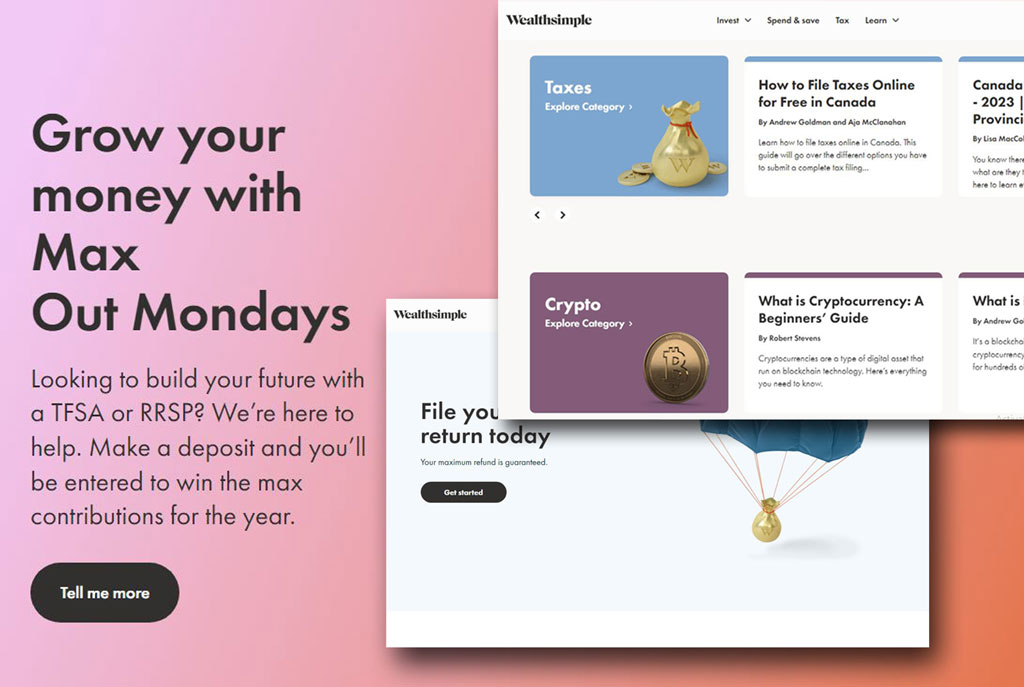 Grow your
money with
Max
Out Mondays
Looking to build your future with
a TFSA or RRSP? We’re here to
help. Make a deposit and you’ll
be entered to win the max
contributions for the year.
Tell me more
Wealthsimple
File you
return today
Your maximum refund is guaranteed.
Get started
W
Wealthsimple
Invest
Spend & save
Tax
Learn
Taxes
Explore Category ›
W
How to File Taxes Online
for Free in Canada
By Andrew Goldman and Aja McClanahan
Learn how to file taxes online in Canada. This
guide will go over the different options you have
to submit a complete tax filing...
Canada
- 2023 |
Provinci
By Lisa MacCol
You know there
what are they t
here to learn e
Crypto
Explore Category ›
What is Cryptocurrency: A
Beginners’ Guide
By Robert Stevens
Cryptocurrencies are a type of digital asset that
run on blockchain technology. Here’s everything
you need to know.
What is
By Andrew Gol
It’s a blockchai
cryptocurrency
for hundreds o